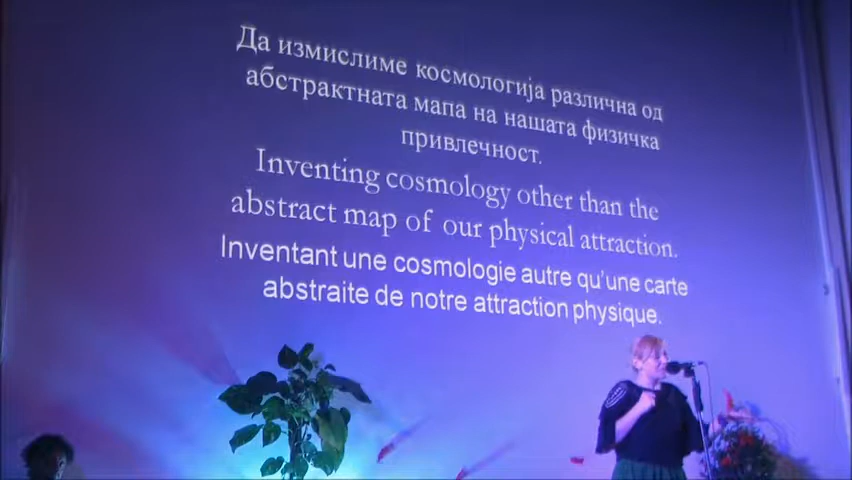 Да измислиме космологија различна од
абстрактната мапа на нашата физичка
привлечност.
Inventing cosmology other than the
abstract map of our physical attraction.
Inventant une cosmologie autre qu'une carte
abstraite de notre attraction physique.